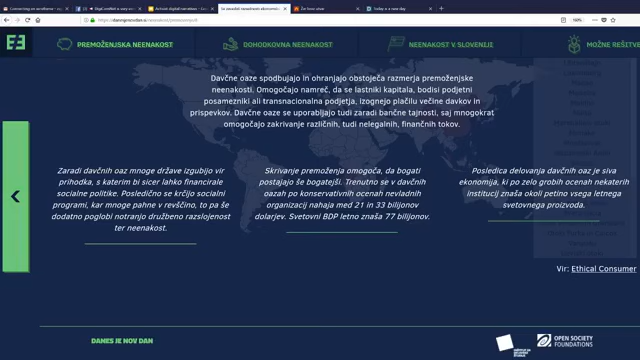 PREMOŽENJSKA NEENAKOST
DOHODKOVNA NEENAKOST
NEENAKOST V SLOVENIJI
MOŽNE REŠITVE
Davčne oaze spodbujajo in ohranjajo obstoječa razmerja premoženjske
neenakosti. Omogočajo namreč, da se lastniki kapitala, bodisi podjetni
posamezniki ali transnacionalna podjetja, izognejo plačilu večine davkov in
prispevkov. Davčne oaze se uporabljajo tudi zaradi bančne tajnosti, saj mnogokrat
omogočajo zakrivanje različnih, tudi nelegalnih, finančnih tokov.
Zaradi davčnih oaz mnoge države izgubijo vir
prihodka, s katerim bi sicer lahko financirale
socialne politike. Posledično se krčijo socialni
programi, kar mnoge pahne v revščino, to pa še
dodatno poglobi notranjo družbeno razslojenost
ter neenakost.
Skrivanje premoženja omogoča, da bogati
postajajo še bogatejši. Trenutno se v davčnih
oazah po konservativnih ocenah nevladnih
organizacij nahaja med 21 in 33 bilijonov
dolarjev. Svetovni BDP letno znaša 77 bilijonov.
Posledica delovanja davčnih oaz je siva
ekonomija, ki po zelo grobih ocenah nekaterih
institucij znaša okoli petino vsega letnega
svetovnega proizvoda.
Vir: Ethical Consumer
DANES JE NOV DAN
OPEN SOCIETY
FOUNDATIONS